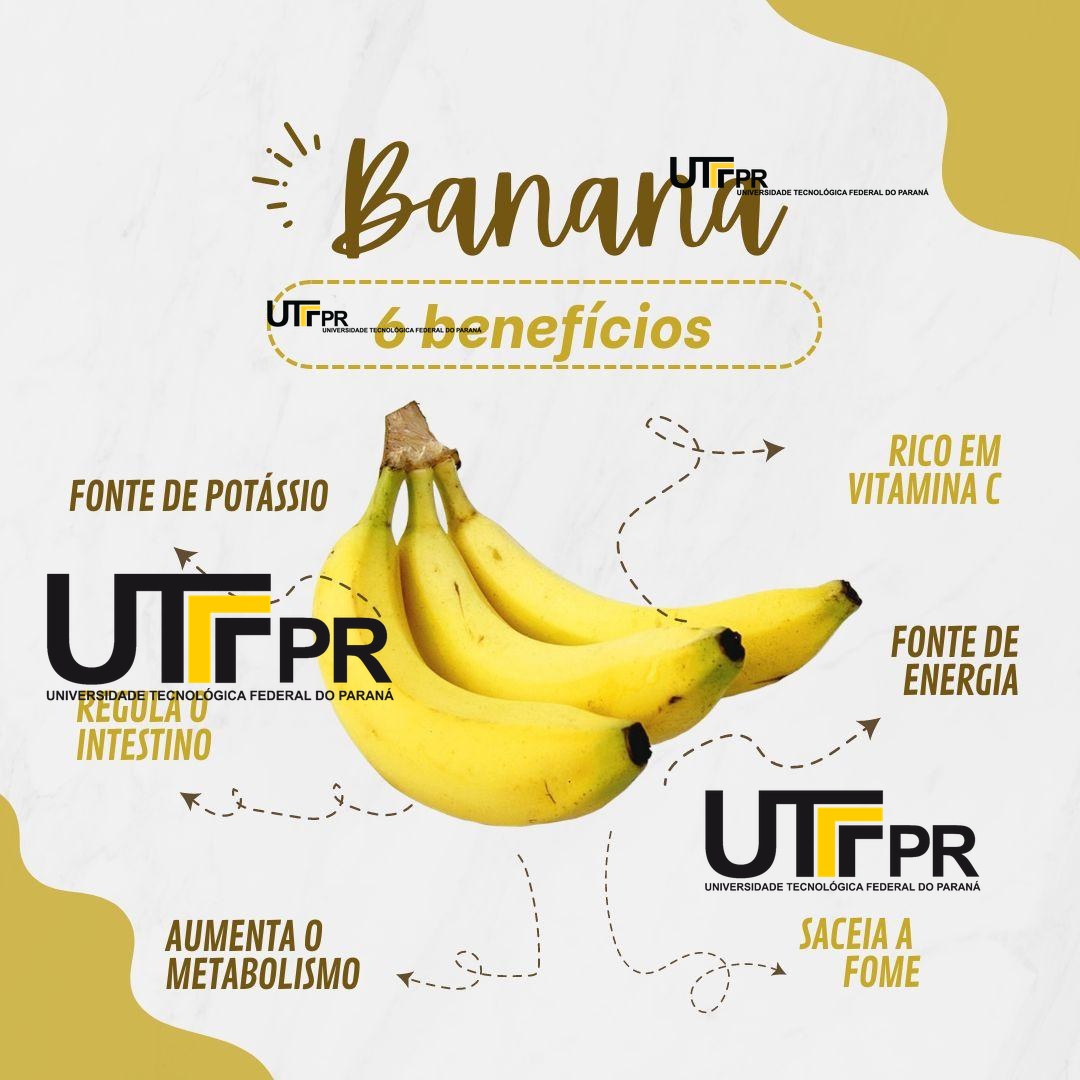 Banana
UTFPR
UNIVERSIDADE TECNOLÓGICA FEDERAL DO PARANÁ
6 benefícios
UTFPR
UNIVERSIDADE TECNOLÓGICA FEDERAL DO PARANÁ
RICO EM
VITAMINA C
FONTE DE POTÁSSIO
UTFPR
UNIVERSIDADE TECNOLÓGICA FEDERAL DO PARANÁ
FONTE DE
ENERGIA
REGULA O
INTESTINO
UTFPR
UNIVERSIDADE TECNOLÓGICA FEDERAL DO PARANÁ
AUMENTA O
METABOLISMO
SACEIA A
FOME